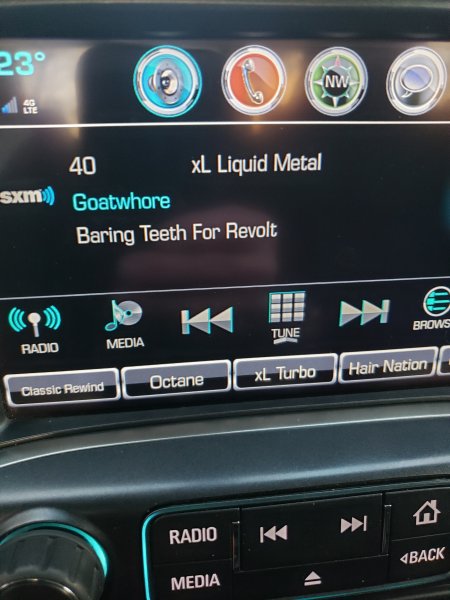 23°
4G
LTE
NW
40 xL Liquid Metal
sxm
Goatwhore
Baring Teeth For Revolt
RADIO
MEDIA
TUNE
BROWS
Classic Rewind
Octane
xL Turbo
Hair Nation
RADIO
MEDIA
BACK